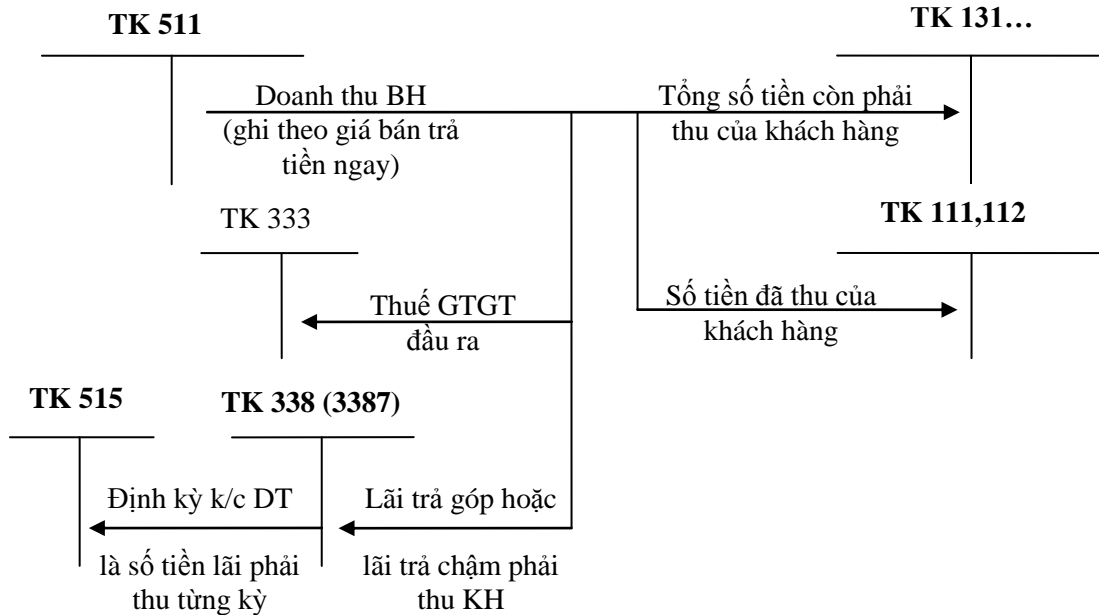 TK 511
TK 131…
Doanh thu BH
(ghi theo giá bán trả
tiền ngay)
Tổng số tiền còn phải
thu của khách hàng
TK 333
TK 111,112
Thuế GTGT
đầu ra
Số tiền đã thu của
khách hàng
TK 515
TK 338 (3387)
Định kỳ k/c DT
là số tiền lãi phải
thu từng kỳ
Lãi trả góp hoặc
lãi trả chậm phải
thu KH